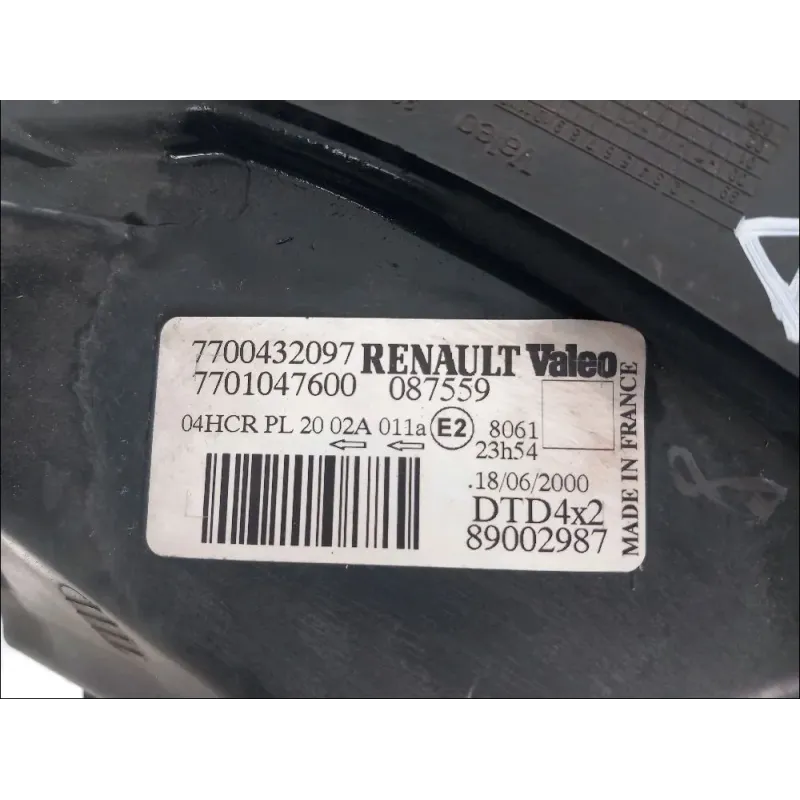 7700432097 RENAULT Valeo
7701047600 087559
04HCR PL 20 02A 011a E2 8061
23h54
.18/06/2000
DTD4x2
89002987
MADE IN FRANCE